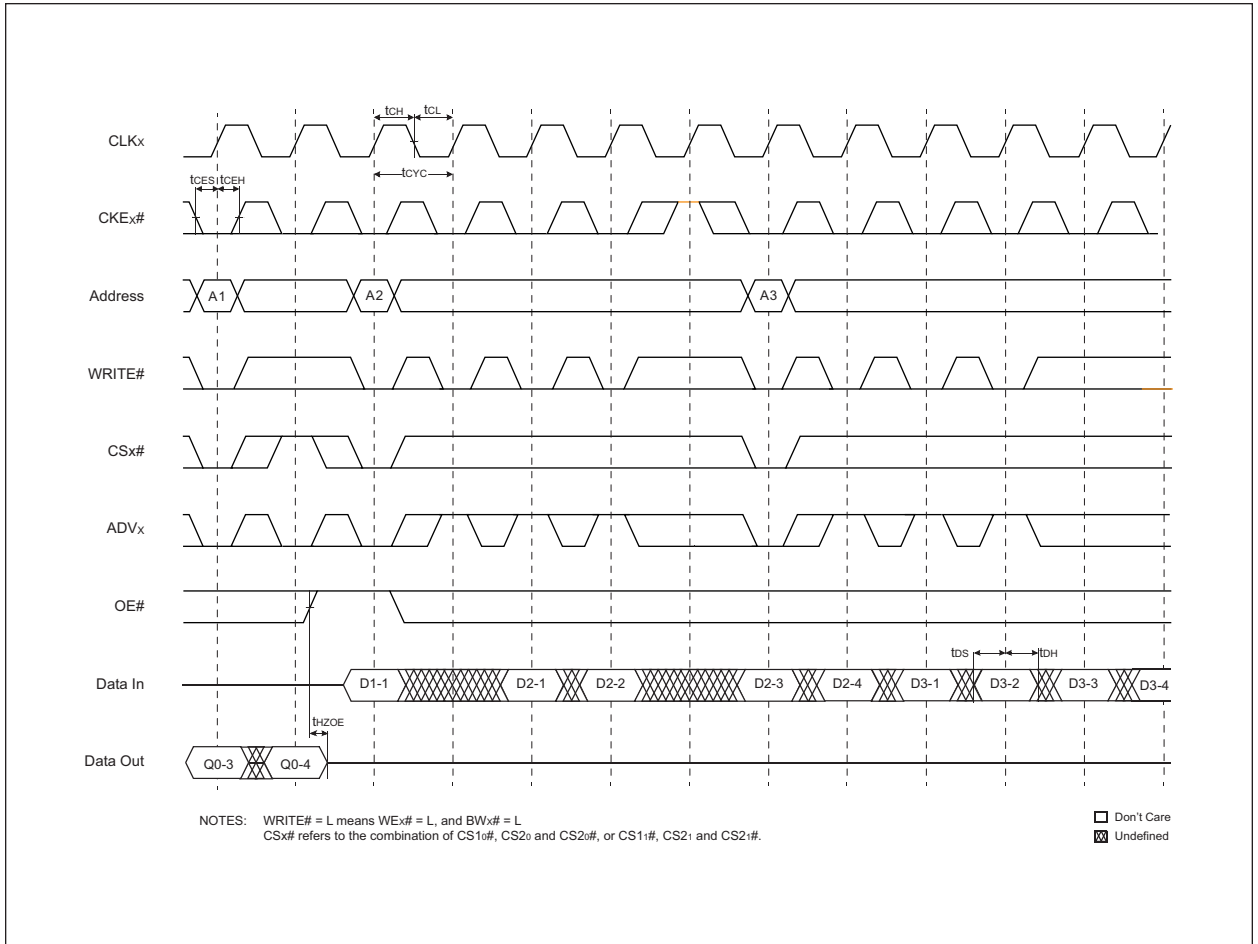 tCH tCL
CLKx
tCYC
tCES tCEH
CKEx#
Address A1 A2 A3
WRITE#
CSx#
ADVx
OE#
tDS tDH
Data In D1-1 D2-1 D2-2 D2-3 D2-4 D3-1 D3-2 D3-3 D3-4
tHZOE
Data Out Q0-3 Q0-4
NOTES: WRITE# = L means WEx# = L, and BWx# = L
CSx# refers to the combination of CS10#, CS20 and CS20#, or CS11#, CS21 and CS21#.
Don't Care
Undefined